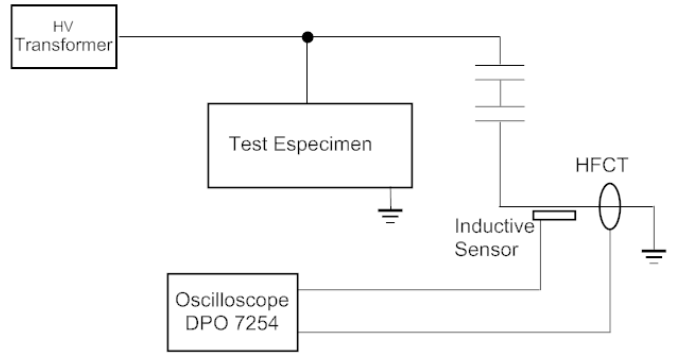 HV
Transformer
Test Especimen
HFCT
Inductive
Sensor
Oscilloscope
DPO 7254